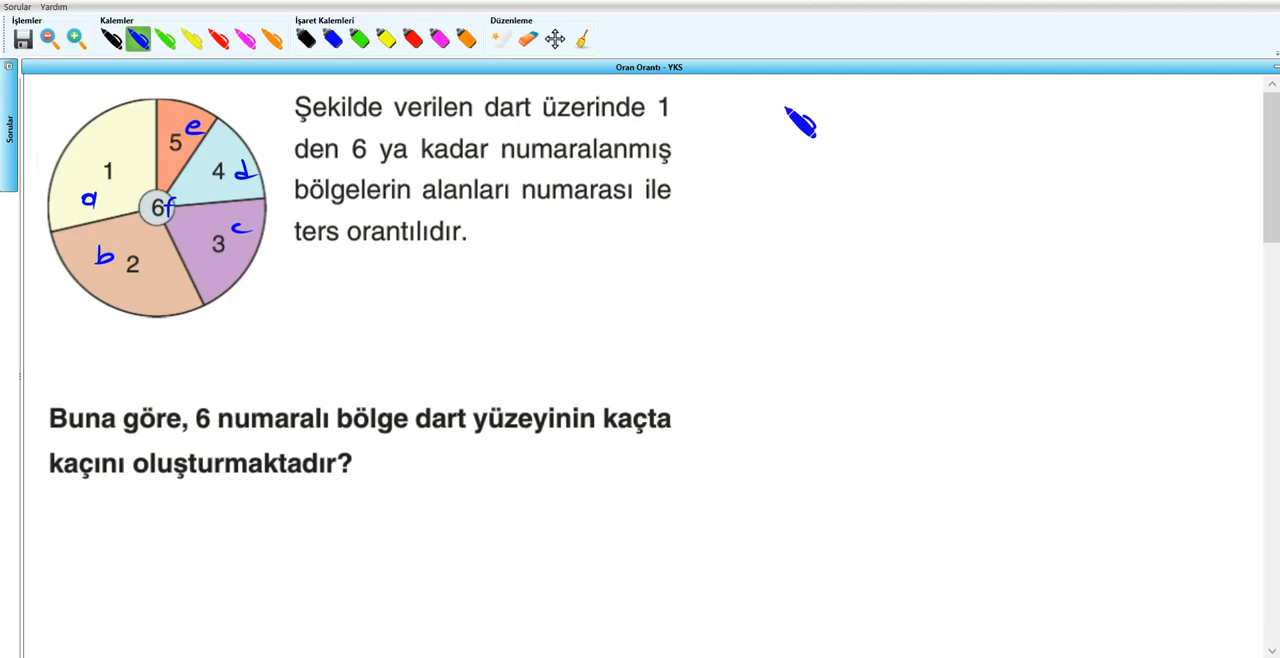 Sorular Yardım
İşlemler Kalemler İşaret Kalemleri Düzenleme
Oran Orantı - YKS
Sorular
5 e
1 4 d
a 6 f
b 2 3 c
Şekilde verilen dart üzerinde 1
den 6 ya kadar numaralanmış
bölgelerin alanları numarası ile
ters orantılıdır.
Buna göre, 6 numaralı bölge dart yüzeyinin kaçta
kaçını oluşturmaktadır?